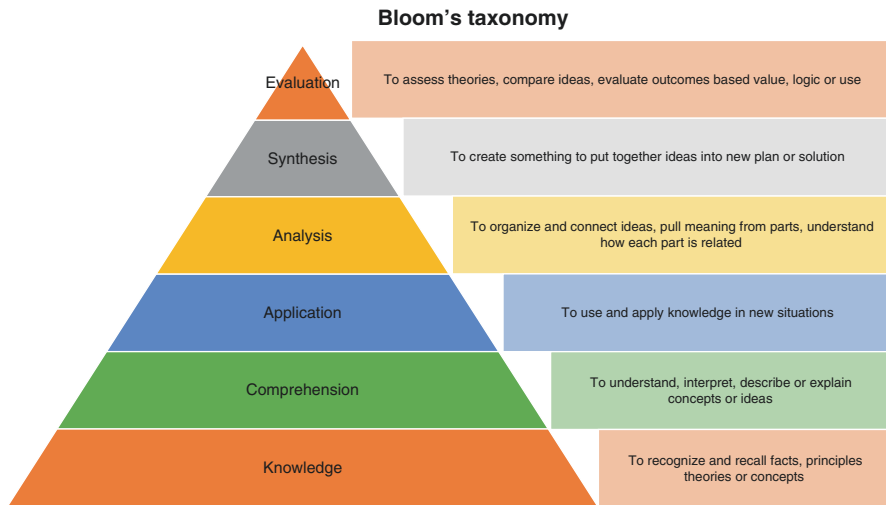 Bloom's taxonomy
Evaluation
To assess theories, compare ideas, evaluate outcomes based value, logic or use
Synthesis
To create something to put together ideas into new plan or solution
Analysis
To organize and connect ideas, pull meaning from parts, understand
how each part is related
Application
To use and apply knowledge in new situations
Comprehension
To understand, interpret, describe or explain
concepts or ideas
Knowledge
To recognize and recall facts, principles
theories or concepts